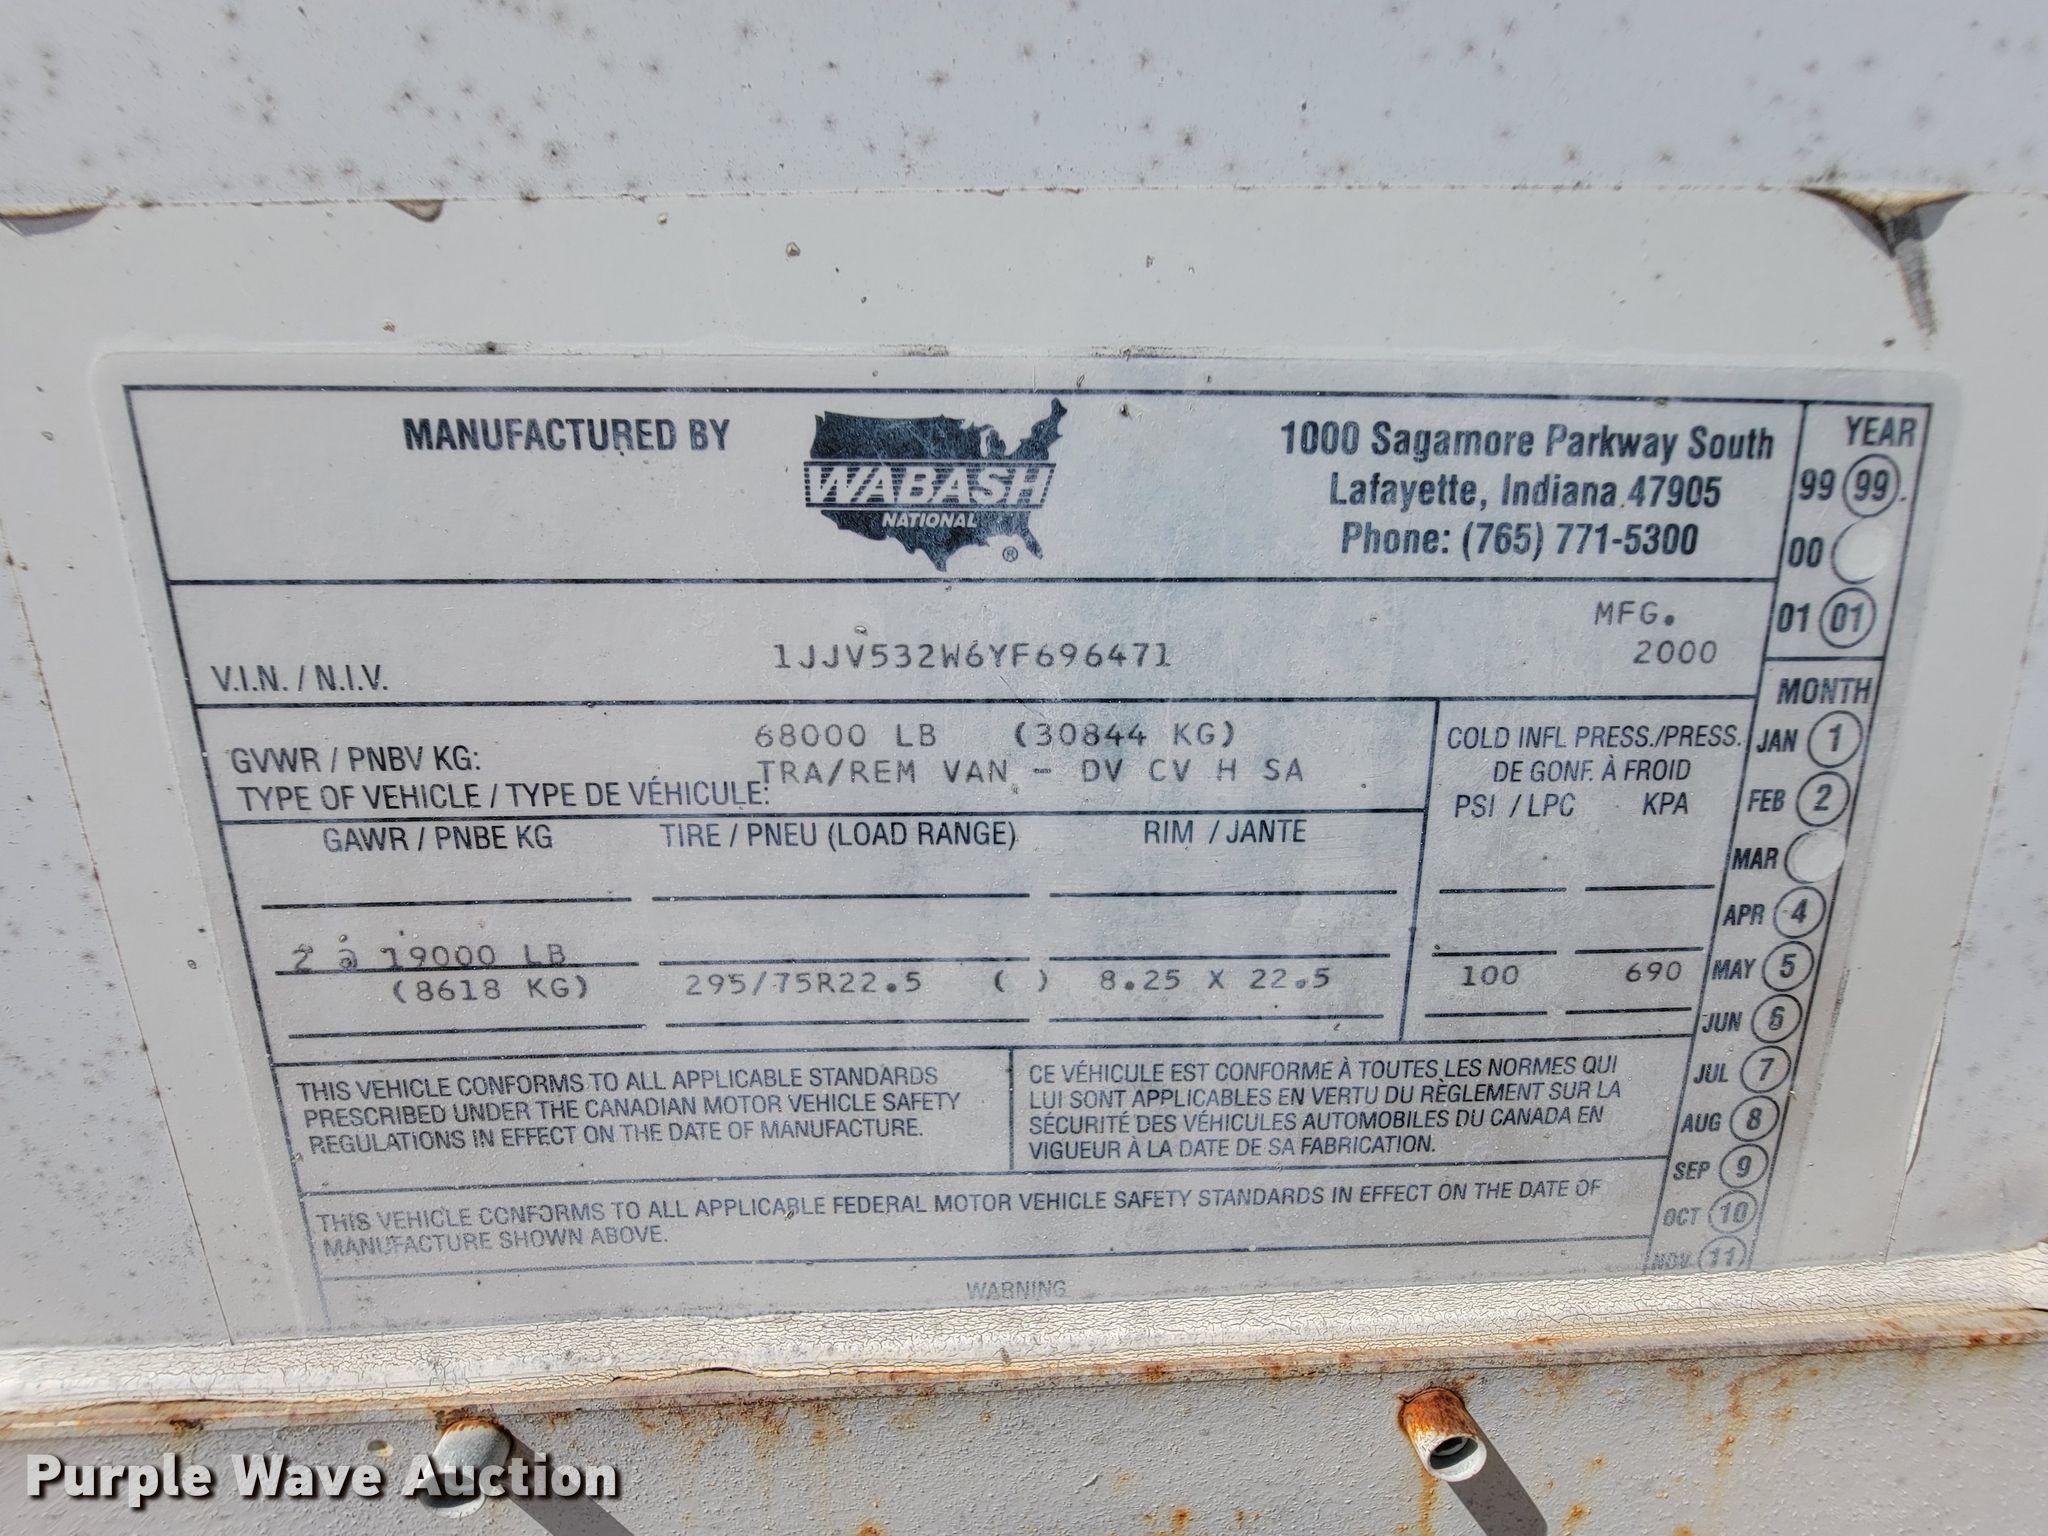 MANUFACTURED BY
WABASH
NATIONAL
®
1000 Sagamore Parkway South
Lafayette, Indiana 47905
Phone: (765) 771-5300
YEAR
99 99
00
01 01
MFG.
2000
V.I.N. / N.I.V. 1JJV532W6YF696471
GVWR / PNBV KG: 68000 LB (30844 KG)
TYPE OF VEHICLE / TYPE DE VÉHICULE: TRA/REM VAN - DV CV H SA
COLD INFL PRESS./PRESS.
DE GONF. À FROID
PSI / LPC KPA
GAWR / PNBE KG TIRE / PNEU (LOAD RANGE) RIM / JANTE
2 @ 19000 LB
(8618 KG) 295/75R22.5 ( ) 8.25 X 22.5 100 690
MONTH
JAN 1
FEB 2
MAR
APR 4
MAY 5
JUN 6
JUL 7
AUG 8
SEP 9
OCT 10
NOV 11
THIS VEHICLE CONFORMS TO ALL APPLICABLE STANDARDS
PRESCRIBED UNDER THE CANADIAN MOTOR VEHICLE SAFETY
REGULATIONS IN EFFECT ON THE DATE OF MANUFACTURE.
CE VÉHICULE EST CONFORME À TOUTES LES NORMES QUI
LUI SONT APPLICABLES EN VERTU DU RÈGLEMENT SUR LA
SÉCURITÉ DES VÉHICULES AUTOMOBILES DU CANADA EN
VIGUEUR À LA DATE DE SA FABRICATION.
THIS VEHICLE CONFORMS TO ALL APPLICABLE FEDERAL MOTOR VEHICLE SAFETY STANDARDS IN EFFECT ON THE DATE OF
MANUFACTURE SHOWN ABOVE.
WARNING
Purple Wave Auction